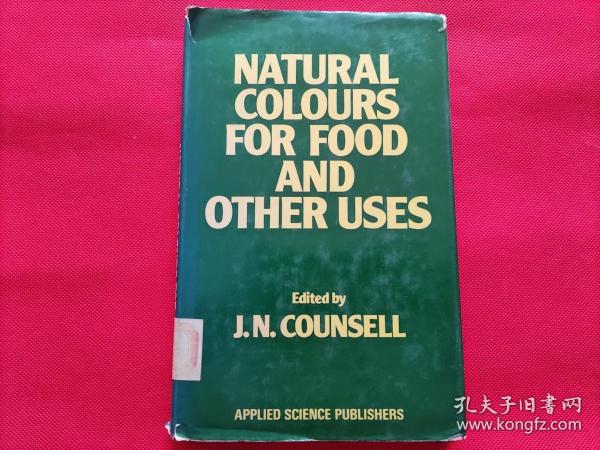 NATURAL
COLOURS
FOR FOOD
AND
OTHER USES
Edited by
J. N. COUNSELL
APPLIED SCIENCE PUBLISHERS
孔夫子旧书网
www.kongfz.com